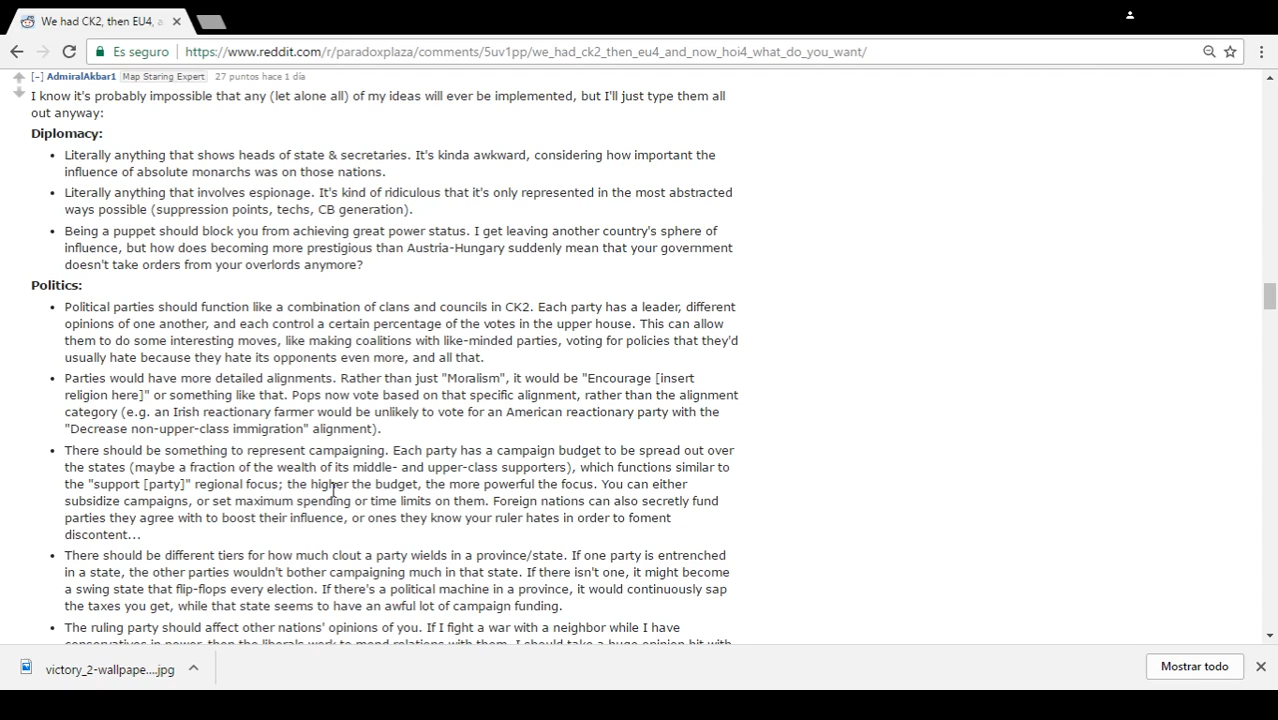 We had CK2, then EU4, a
Es seguro
https://www.reddit.com/r/paradoxplaza/comments/5uv1pp/we_had_ck2_then_eu4_and_now_hoi4_what_do_you_want/
[–] AdmiralAkbar1 Map Staring Expert 27 puntos hace 1 día
I know it's probably impossible that any (let alone all) of my ideas will ever be implemented, but I'll just type them all
out anyway:
Diplomacy:
• Literally anything that shows heads of state & secretaries. It's kinda awkward, considering how important the
influence of absolute monarchs was on those nations.
• Literally anything that involves espionage. It's kind of ridiculous that it's only represented in the most abstracted
ways possible (suppression points, techs, CB generation).
• Being a puppet should block you from achieving great power status. I get leaving another country's sphere of
influence, but how does becoming more prestigious than Austria-Hungary suddenly mean that your government
doesn't take orders from your overlords anymore?
Politics:
• Political parties should function like a combination of clans and councils in CK2. Each party has a leader, different
opinions of one another, and each control a certain percentage of the votes in the upper house. This can allow
them to do some interesting moves, like making coalitions with like-minded parties, voting for policies that they'd
usually hate because they hate its opponents even more, and all that.
• Parties would have more detailed alignments. Rather than just "Moralism", it would be "Encourage [insert
religion here]" or something like that. Pops now vote based on that specific alignment, rather than the alignment
category (e.g. an Irish reactionary farmer would be unlikely to vote for an American reactionary party with the
"Decrease non-upper-class immigration" alignment).
• There should be something to represent campaigning. Each party has a campaign budget to be spread out over
the states (maybe a fraction of the wealth of its middle- and upper-class supporters), which functions similar to
the "support [party]" regional focus; the higher the budget, the more powerful the focus. You can either
subsidize campaigns, or set maximum spending or time limits on them. Foreign nations can also secretly fund
parties they agree with to boost their influence, or ones they know your ruler hates in order to foment
discontent...
• There should be different tiers for how much clout a party wields in a province/state. If one party is entrenched
in a state, the other parties wouldn't bother campaigning much in that state. If there isn't one, it might become
a swing state that flip-flops every election. If there's a political machine in a province, it would continuously sap
the taxes you get, while that state seems to have an awful lot of campaign funding.
• The ruling party should affect other nations' opinions of you. If I fight a war with a neighbor while I have
conservatives in power, then the liberals work to mend relations with them, I should take a huge opinion hit with
victory_2-wallpape....jpg
Mostrar todo